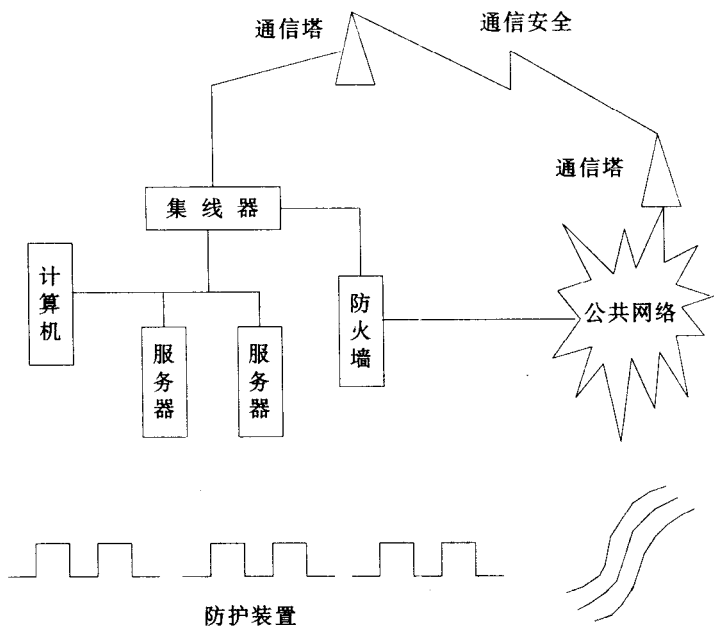 通信塔
通信安全
通信塔
集线器
计算机
服务器
服务器
防火墙
公共网络
防护装置